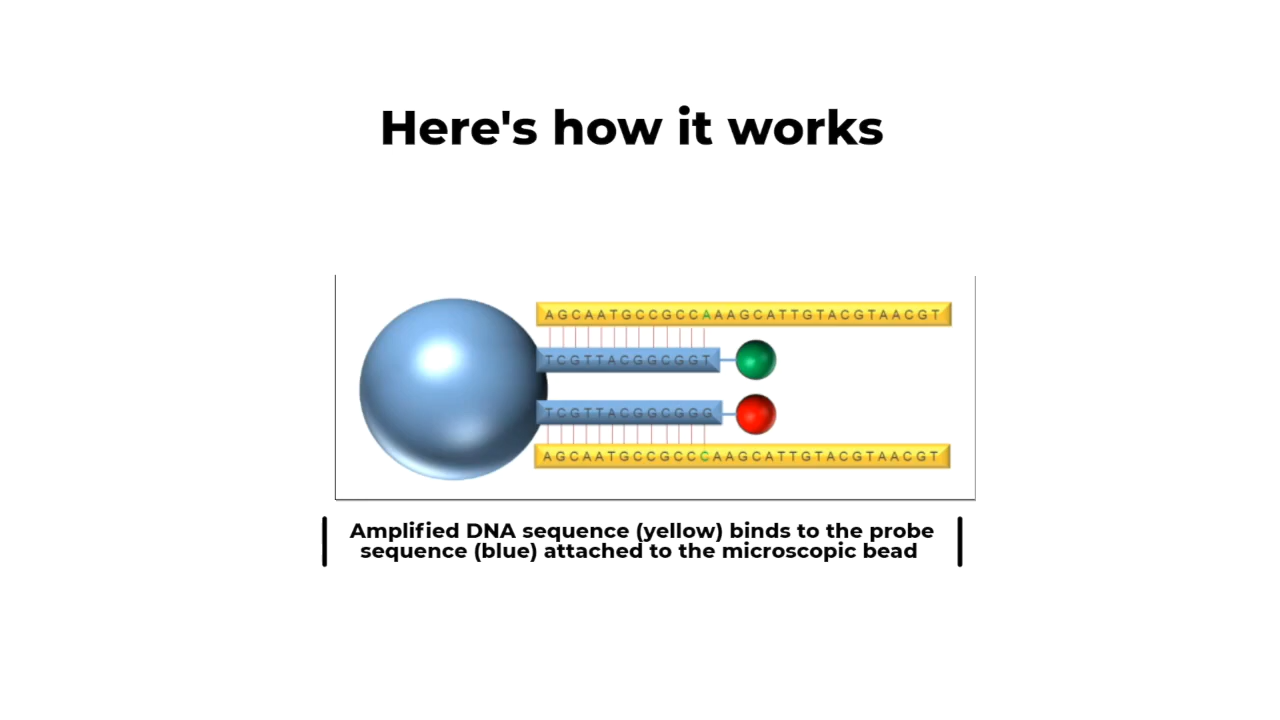 Here's how it works
AGCAATGCCGCCAAAGCATTGTACGTAACGT
TCGTTACGGCGGT
TCGTTACGGCGGG
AGCAATGCCGCCCAAGCATTGTACGTAACGT
Amplified DNA sequence (yellow) binds to the probe
sequence (blue) attached to the microscopic bead